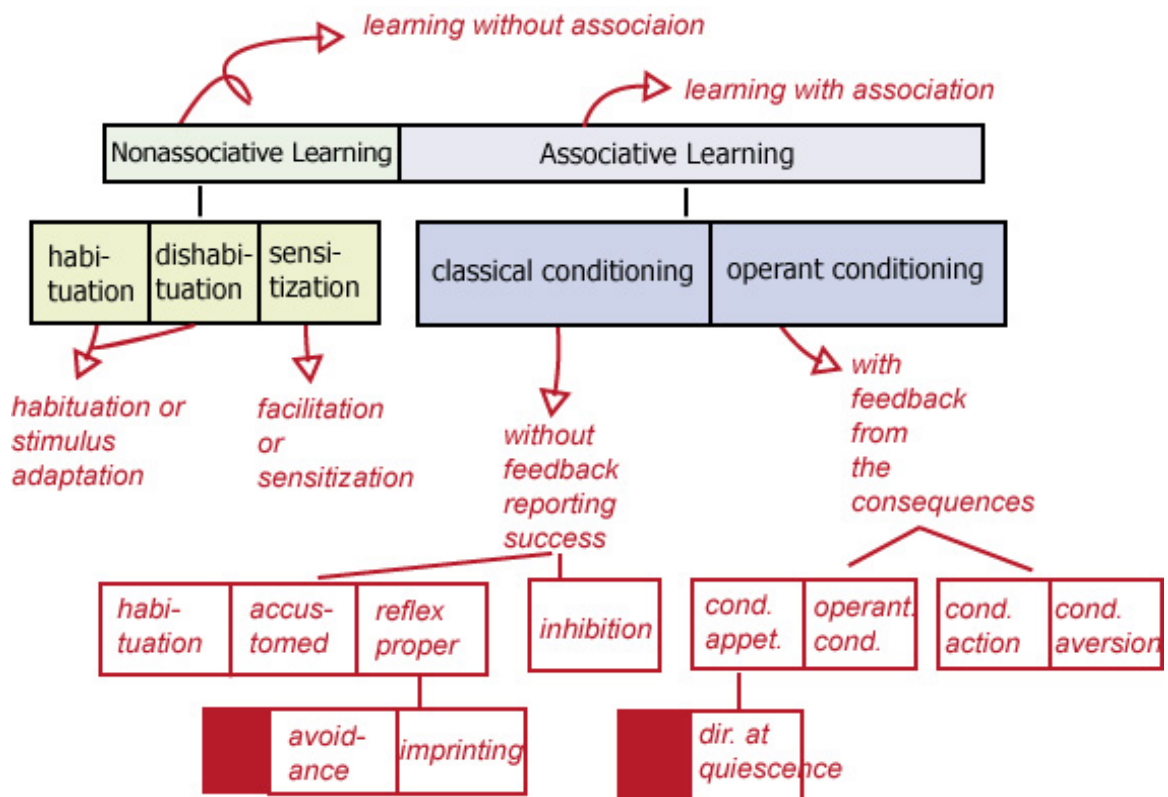 learning without associaion
learning with association
Nonassociative Learning
Associative Learning
habi-
tuation
dishabi-
tuation
sensi-
tization
classical conditioning
operant conditioning
habituation or
stimulus
adaptation
facilitation
or
sensitization
without
feedback
reporting
success
with
feedback
from
the
consequences
habi-
tuation
accus-
tomed
reflex
proper
inhibition
cond.
appet.
operant.
cond.
cond.
action
cond.
aversion
avoid-
ance
imprinting
dir. at
quiescence